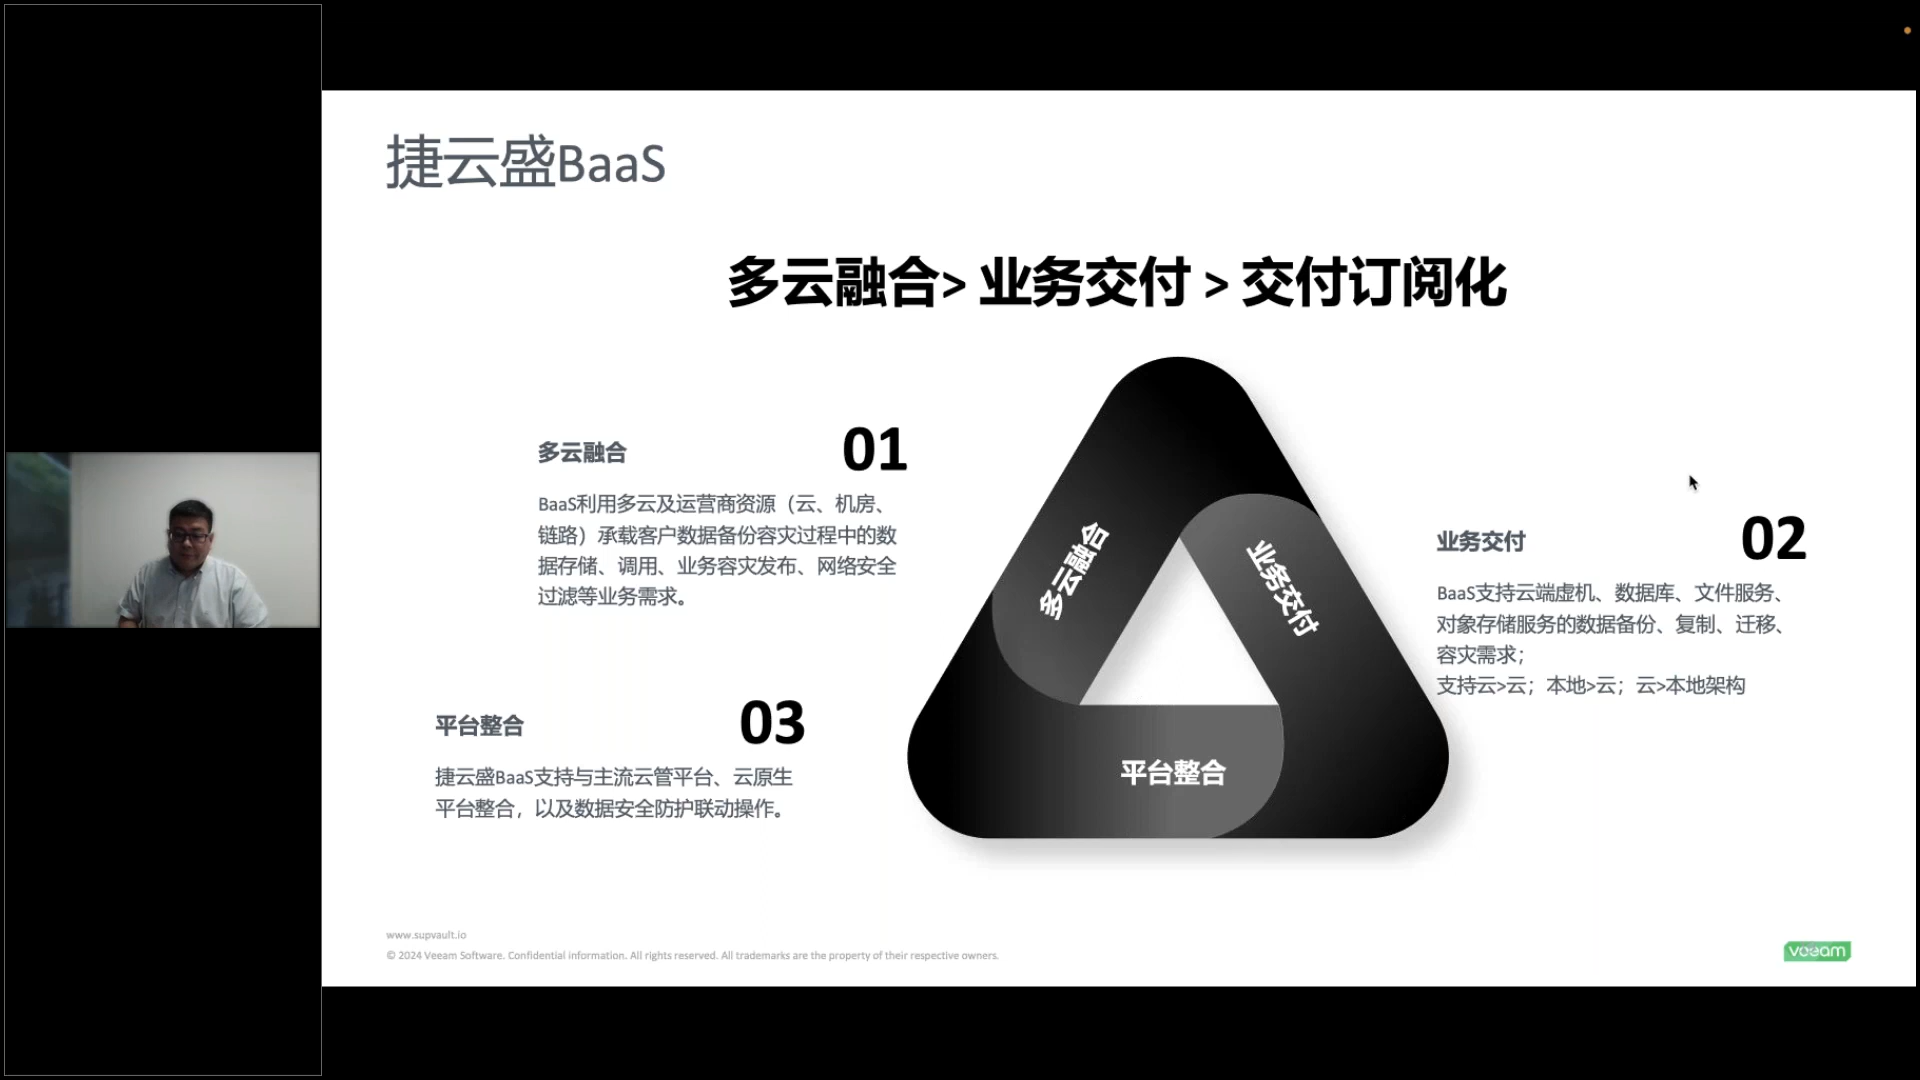 捷云盛BaaS
多云融合> 业务交付 > 交付订阅化
多云融合
01
BaaS利用多云及运营商资源（云、机房、
链路）承载客户数据备份容灾过程中的数
据存储、调用、业务容灾发布、网络安全
过滤等业务需求。
多云融合
业务交付
平台整合
业务交付
02
BaaS支持云端虚机、数据库、文件服务、
对象存储服务的数据备份、复制、迁移、
容灾需求；
支持云>云；本地>云；云>本地架构
平台整合
03
捷云盛BaaS支持与主流云管平台、云原生
平台整合，以及数据安全防护联动操作。
www.supvault.io
© 2024 Veeam Software. Confidential information. All rights reserved. All trademarks are the property of their respective owners.
veeam